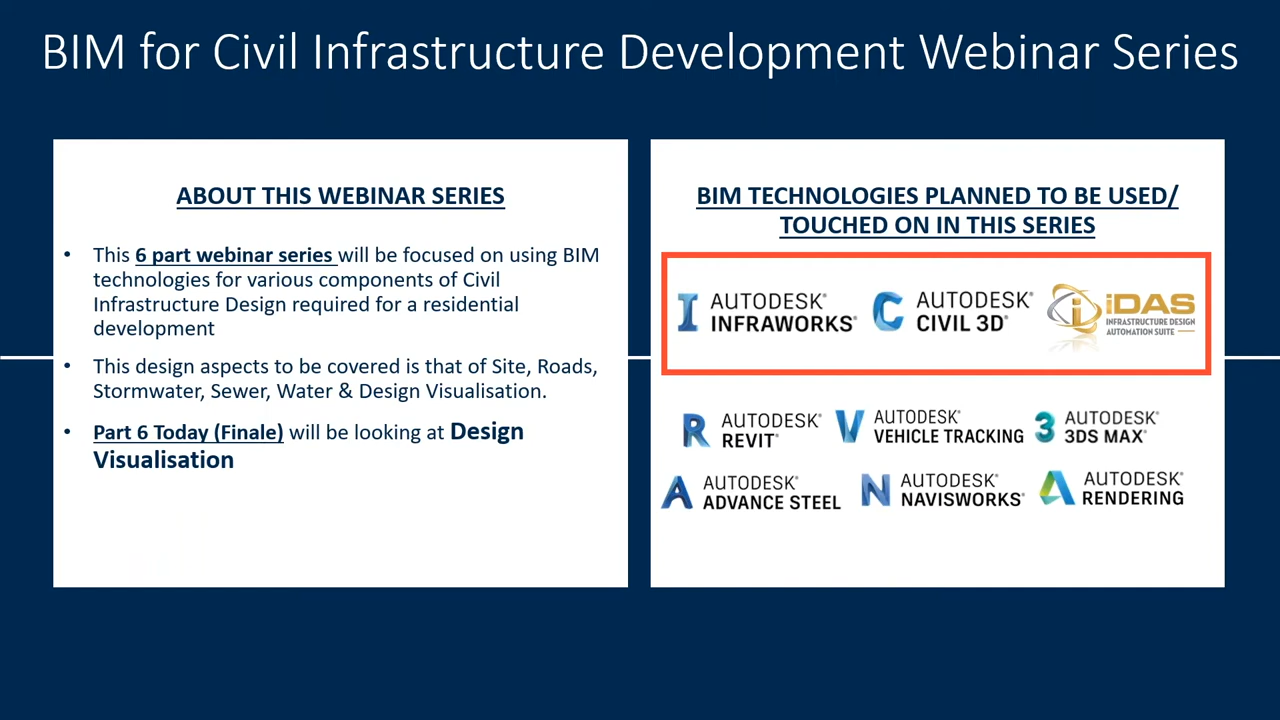 BIM for Civil Infrastructure Development Webinar Series
ABOUT THIS WEBINAR SERIES
• This 6 part webinar series will be focused on using BIM
technologies for various components of Civil
Infrastructure Design required for a residential
development
• This design aspects to be covered is that of Site, Roads,
Stormwater, Sewer, Water & Design Visualisation.
• Part 6 Today (Finale) will be looking at Design
Visualisation
BIM TECHNOLOGIES PLANNED TO BE USED/
TOUCHED ON IN THIS SERIES
I AUTODESK®
INFRAWORKS®
C AUTODESK®
CIVIL 3D®
i iDAS
INFRASTRUCTURE DESIGN
AUTOMATION SUITE
R AUTODESK®
REVIT®
V AUTODESK®
VEHICLE TRACKING
3 AUTODESK®
3DS MAX®
A AUTODESK®
ADVANCE STEEL
N AUTODESK®
NAVISWORKS®
A AUTODESK®
RENDERING